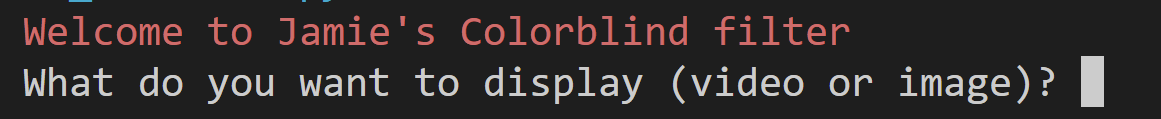 Welcome to Jamie's Colorblind filter
What do you want to display (video or image)?